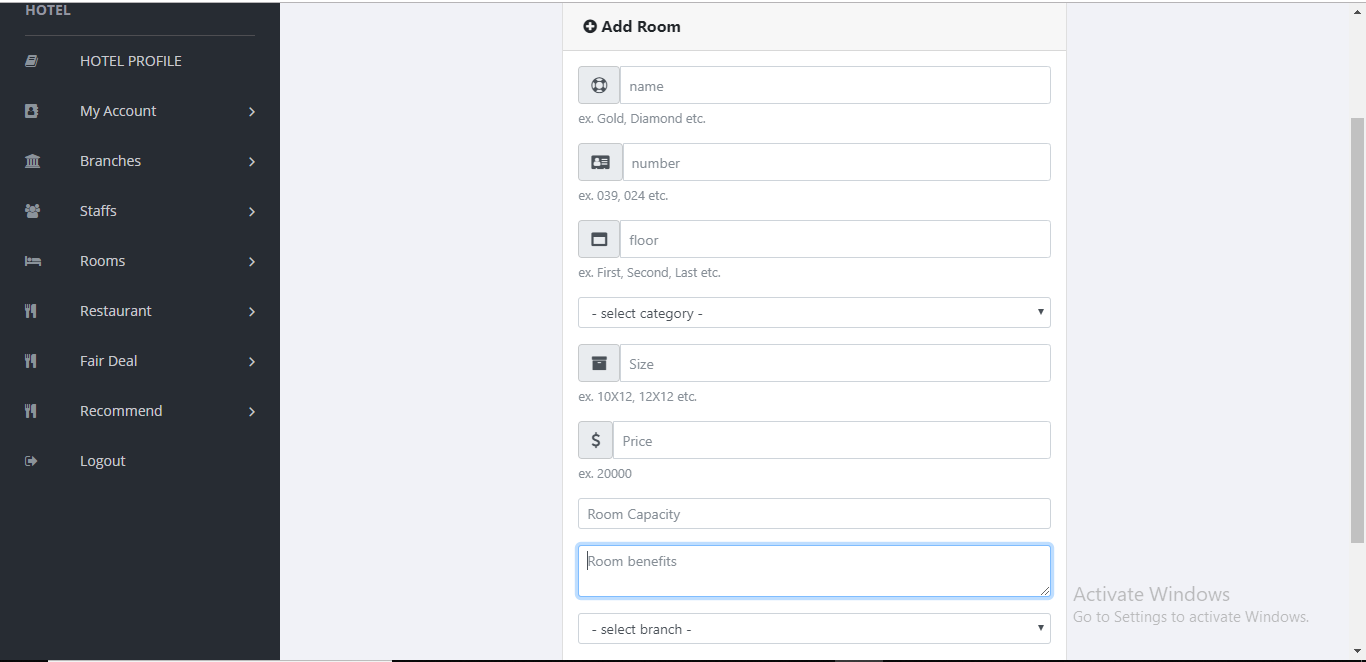 HOTEL
HOTEL PROFILE
My Account
Branches
Staffs
Rooms
Restaurant
Fair Deal
Recommend
Logout
Add Room
name
ex. Gold, Diamond etc.
number
ex. 039, 024 etc.
floor
ex. First, Second, Last etc.
- select category -
Size
ex. 10X12, 12X12 etc.
$ Price
ex. 20000
Room Capacity
Room benefits
- select branch -
Activate Windows
Go to Settings to activate Windows.